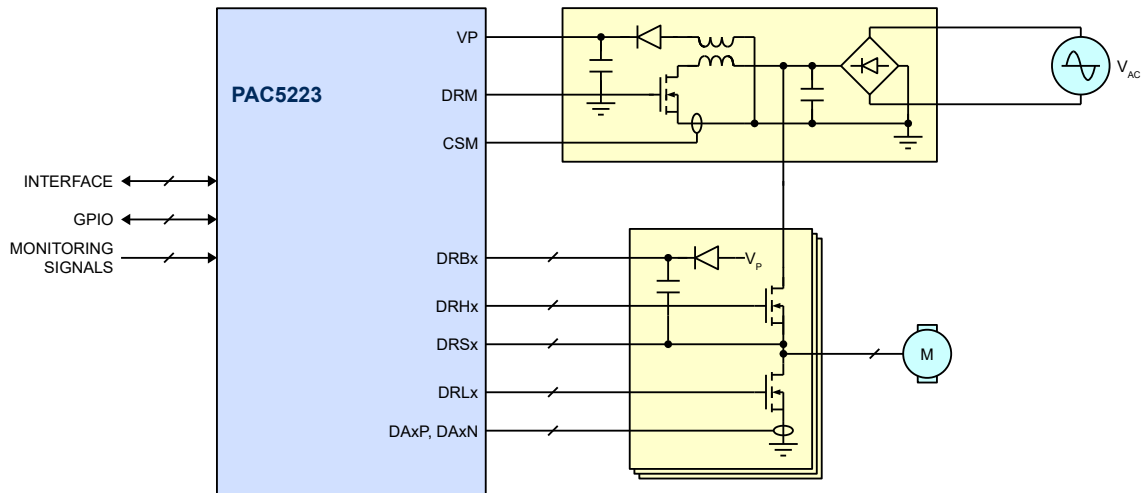 VP
PAC5223
DRM
CSM
V_AC
INTERFACE
GPIO
MONITORING
SIGNALS
DRBx
V_P
DRHx
DRSx
M
DRLx
DAxP, DAxN